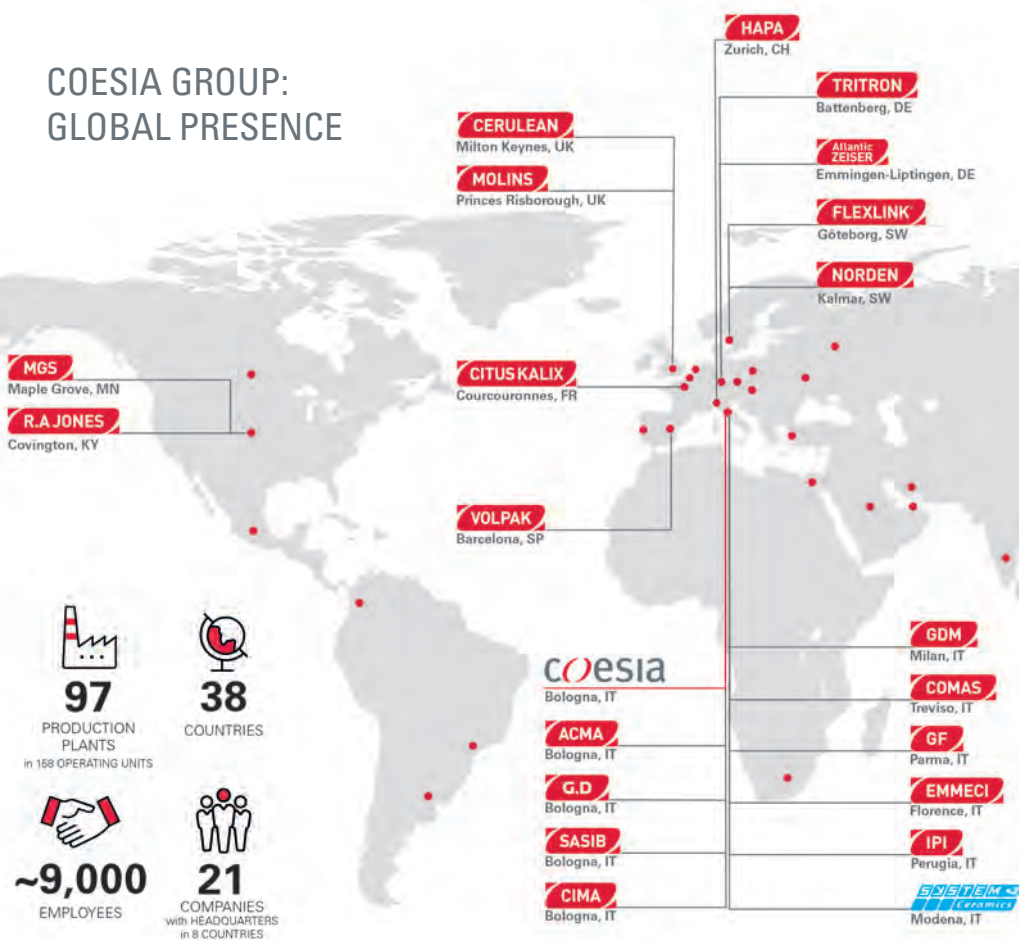 COESIA GROUP:
GLOBAL PRESENCE
HAPA
Zurich, CH
TRITRON
Battenberg, DE
Atlantic
ZEISER
Emmingen-Liptingen, DE
FLEXLINK
Göteborg, SW
NORDEN
Kalmar, SW
CERULEAN
Milton Keynes, UK
MOLINS
Princes Risborough, UK
MGS
Maple Grove, MN
R.A JONES
Covington, KY
CITUS KALIX
Courcouronnes, FR
VOLPAK
Barcelona, SP
coesia
Bologna, IT
ACMA
Bologna, IT
G.D
Bologna, IT
SASIB
Bologna, IT
CIMA
Bologna, IT
GDM
Milan, IT
COMAS
Treviso, IT
GF
Parma, IT
EMMECI
Florence, IT
IPI
Perugia, IT
SYSTEM
Ceramics
Modena, IT
97
PRODUCTION
PLANTS
in 158 OPERATING UNITS
38
COUNTRIES
~9,000
EMPLOYEES
21
COMPANIES
with HEADQUARTERS
in 8 COUNTRIES